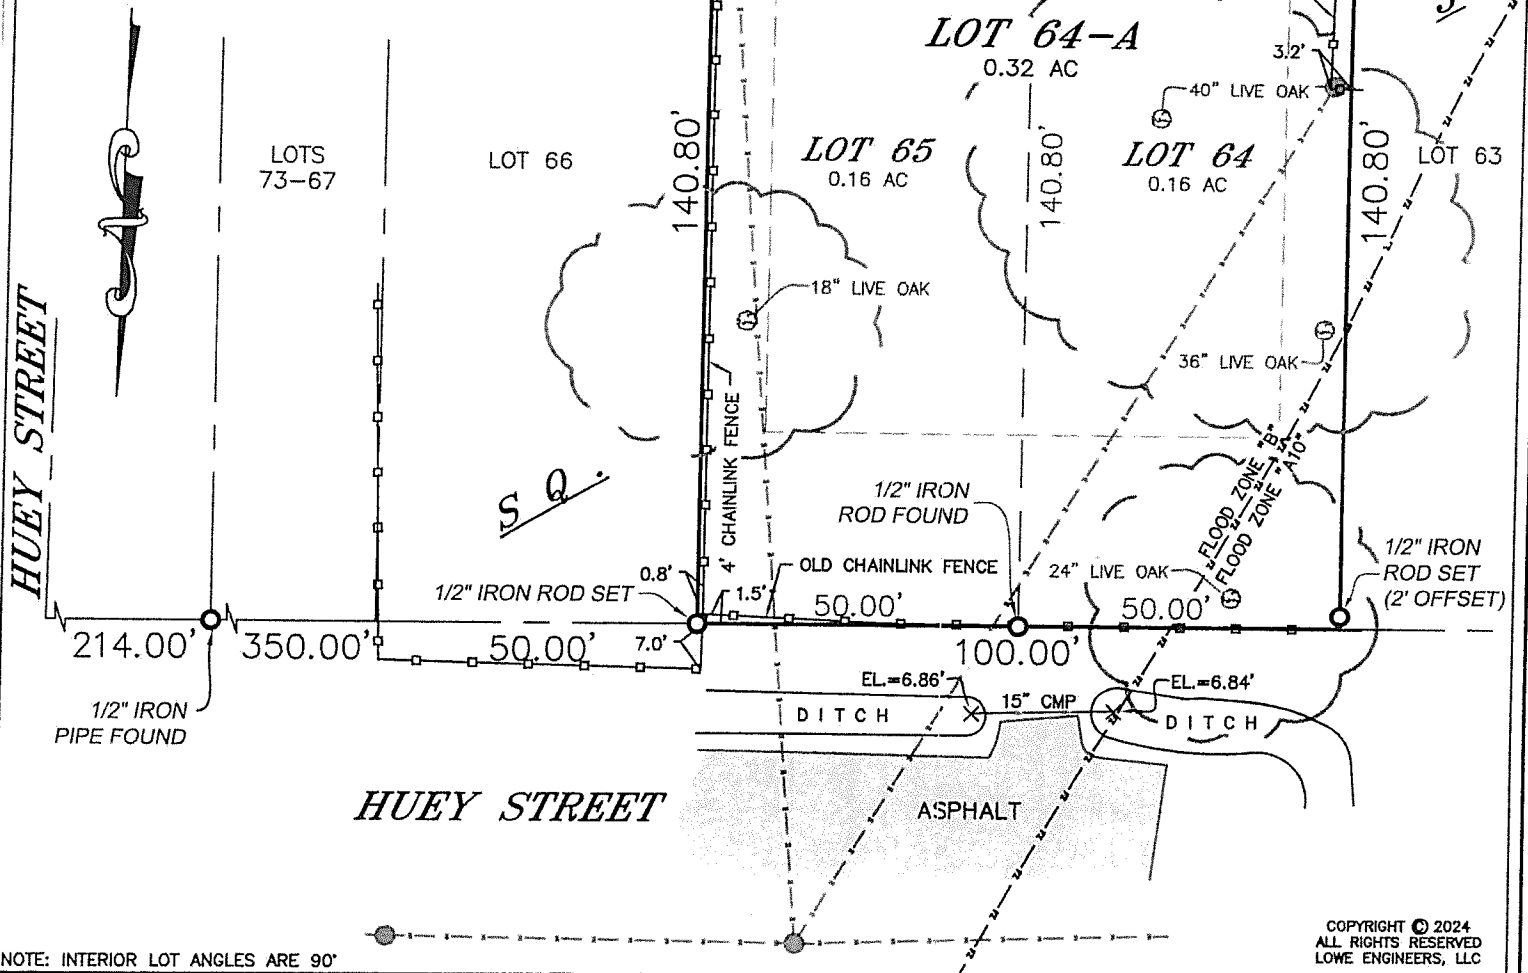 LOT 64-A
0.32 AC
3.2'
40" LIVE OAK
LOTS
73-67
LOT 66
140.80'
LOT 65
0.16 AC
140.80'
LOT 64
0.16 AC
140.80'
LOT 63
18" LIVE OAK
HUEY STREET
36" LIVE OAK
4' CHAINLINK FENCE
FLOOD ZONE "B"
FLOOD ZONE "A10"
S Q .
1/2" IRON
ROD FOUND
1/2" IRON
ROD SET
(2' OFFSET)
OLD CHAINLINK FENCE
24" LIVE OAK
0.8'
1/2" IRON ROD SET
1.5'
50.00'
50.00'
214.00'
350.00'
50.00'
7.0'
100.00'
EL.=6.86'
EL.=6.84'
15" CMP
1/2" IRON
PIPE FOUND
DITCH
DITCH
HUEY STREET
ASPHALT
COPYRIGHT © 2024
ALL RIGHTS RESERVED
LOWE ENGINEERS, LLC
NOTE: INTERIOR LOT ANGLES ARE 90°